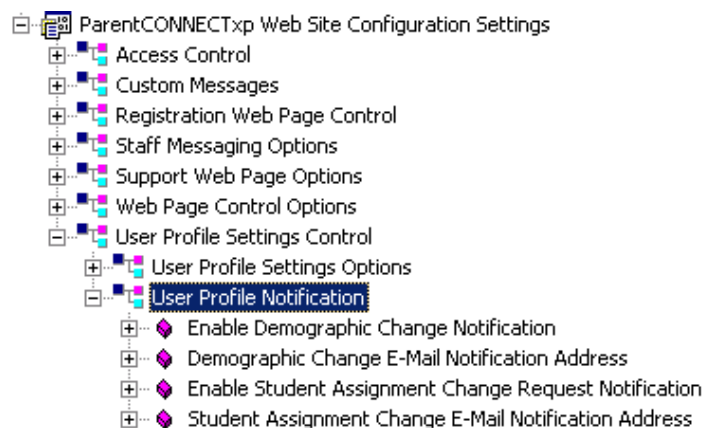 ParentCONNECTxp Web Site Configuration Settings
Access Control
Custom Messages
Registration Web Page Control
Staff Messaging Options
Support Web Page Options
Web Page Control Options
User Profile Settings Control
User Profile Settings Options
User Profile Notification
Enable Demographic Change Notification
Demographic Change E-Mail Notification Address
Enable Student Assignment Change Request Notification
Student Assignment Change E-Mail Notification Address